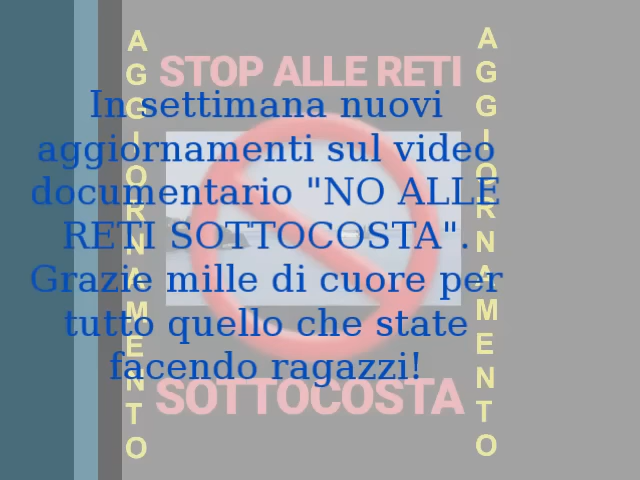 STOP ALLE RETI
In settimana nuovi
aggiornamenti sul video
documentario "NO ALLE
RETI SOTTOCOSTA".
Grazie mille di cuore per
tutto quello che state
facendo ragazzi!
SOTTOCOSTA
AGGIORNAMENTO
AGGIORNAMENTO